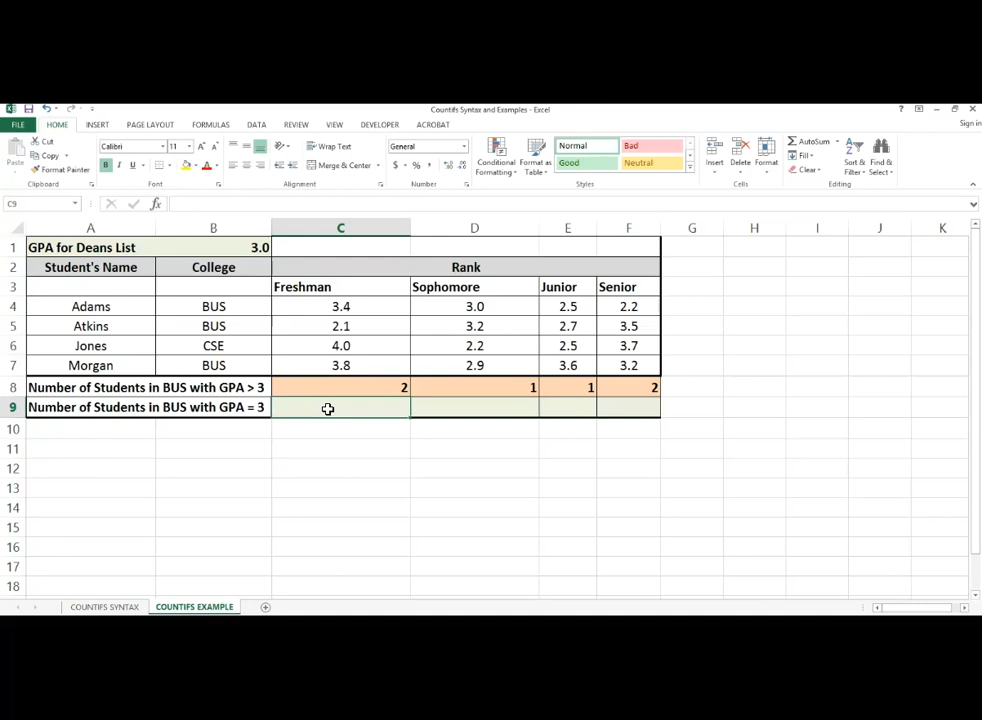 Countifs Syntax and Examples - Excel
Sign in
FILE HOME INSERT PAGE LAYOUT FORMULAS DATA REVIEW VIEW DEVELOPER ACROBAT
Paste
Cut
Copy
Format Painter
Clipboard
Calibri 11
B I U
Font
Wrap Text
Merge & Center
Alignment
General
$ % ,
Number
Conditional Formatting
Format as Table
Normal Bad
Good Neutral
Styles
Insert Delete Format
Cells
AutoSum
Fill
Clear
Sort & Filter
Find & Select
Editing
C9 fx
A B C D E F G H I J K
1 GPA for Deans List 3.0
2 Student's Name College Rank
3 Freshman Sophomore Junior Senior
4 Adams BUS 3.4 3.0 2.5 2.2
5 Atkins BUS 2.1 3.2 2.7 3.5
6 Jones CSE 4.0 2.2 2.5 3.7
7 Morgan BUS 3.8 2.9 3.6 3.2
8 Number of Students in BUS with GPA > 3 2 1 1 2
9 Number of Students in BUS with GPA = 3
10
11
12
13
14
15
16
17
18
COUNTIFS SYNTAX COUNTIFS EXAMPLE